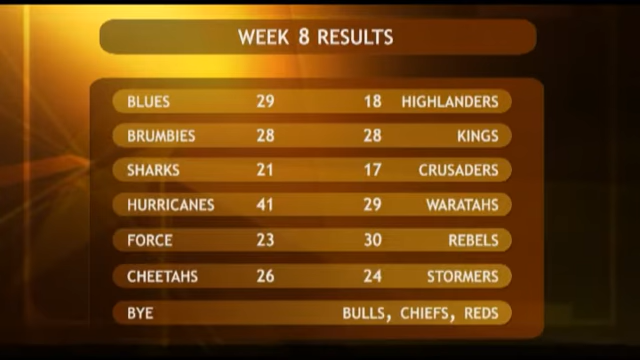 WEEK 8 RESULTS
BLUES 29 18 HIGHLANDERS
BRUMBIES 28 28 KINGS
SHARKS 21 17 CRUSADERS
HURRICANES 41 29 WARATAHS
FORCE 23 30 REBELS
CHEETAHS 26 24 STORMERS
BYE BULLS, CHIEFS, REDS